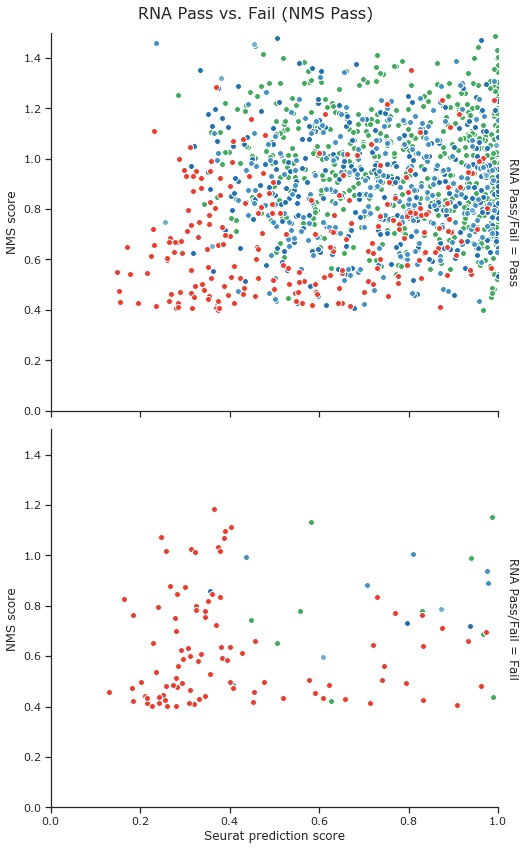 RNA Pass vs. Fail (NMS Pass)
1.4
1.2
1.0
0.8
0.6
0.4
0.2
0.0
NMS score
RNA Pass/Fail = Pass
1.4
1.2
1.0
0.8
0.6
0.4
0.2
0.0
NMS score
RNA Pass/Fail = Fail
0.0 0.2 0.4 0.6 0.8 1.0
Seurat prediction score